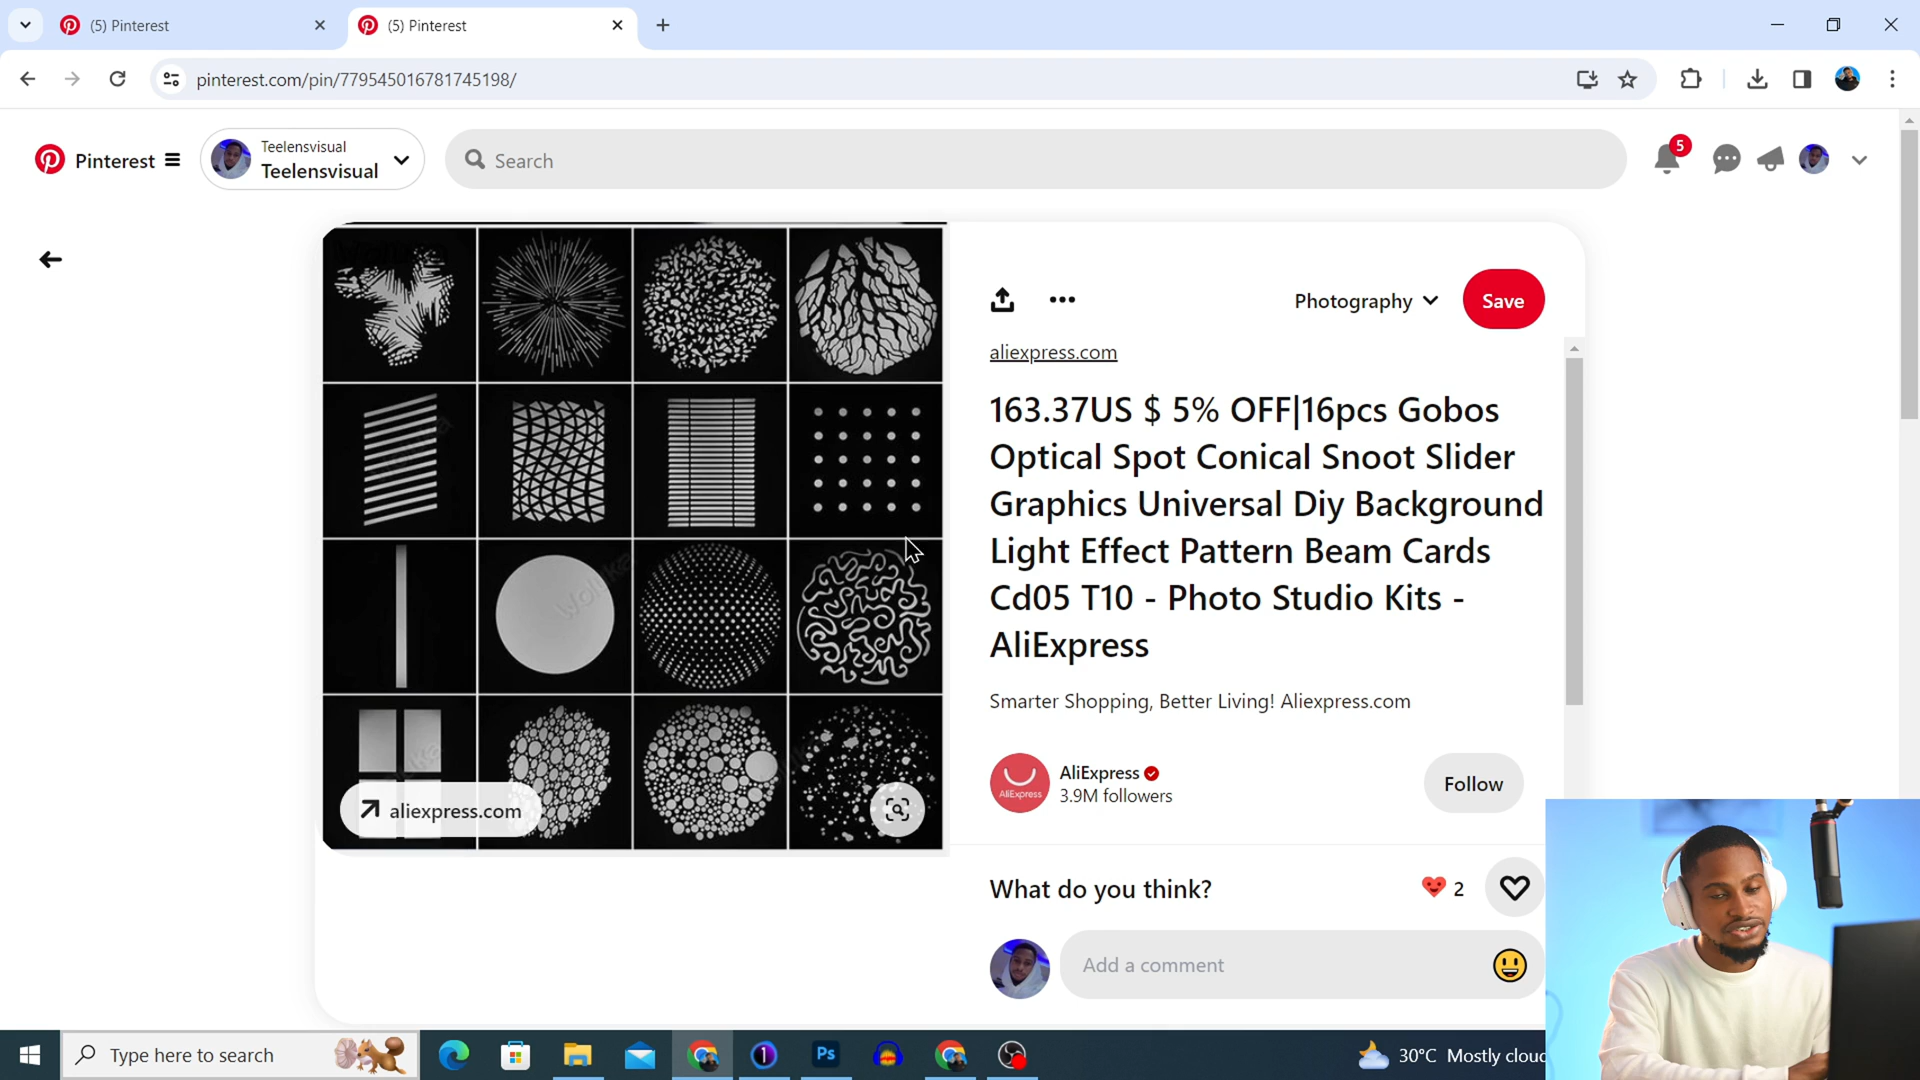 (5) Pinterest
(5) Pinterest
pinterest.com/pin/779545016781745198/
Pinterest
Teelensvisual
Teelensvisual
Search
5
Photography
Save
aliexpress.com
163.37US $ 5% OFF|16pcs Gobos
Optical Spot Conical Snoot Slider
Graphics Universal Diy Background
Light Effect Pattern Beam Cards
Cd05 T10 - Photo Studio Kits -
AliExpress
Smarter Shopping, Better Living! Aliexpress.com
AliExpress
AliExpress
3.9M followers
Follow
aliexpress.com
What do you think?
2
Add a comment
Type here to search
Ps
30°C Mostly clou